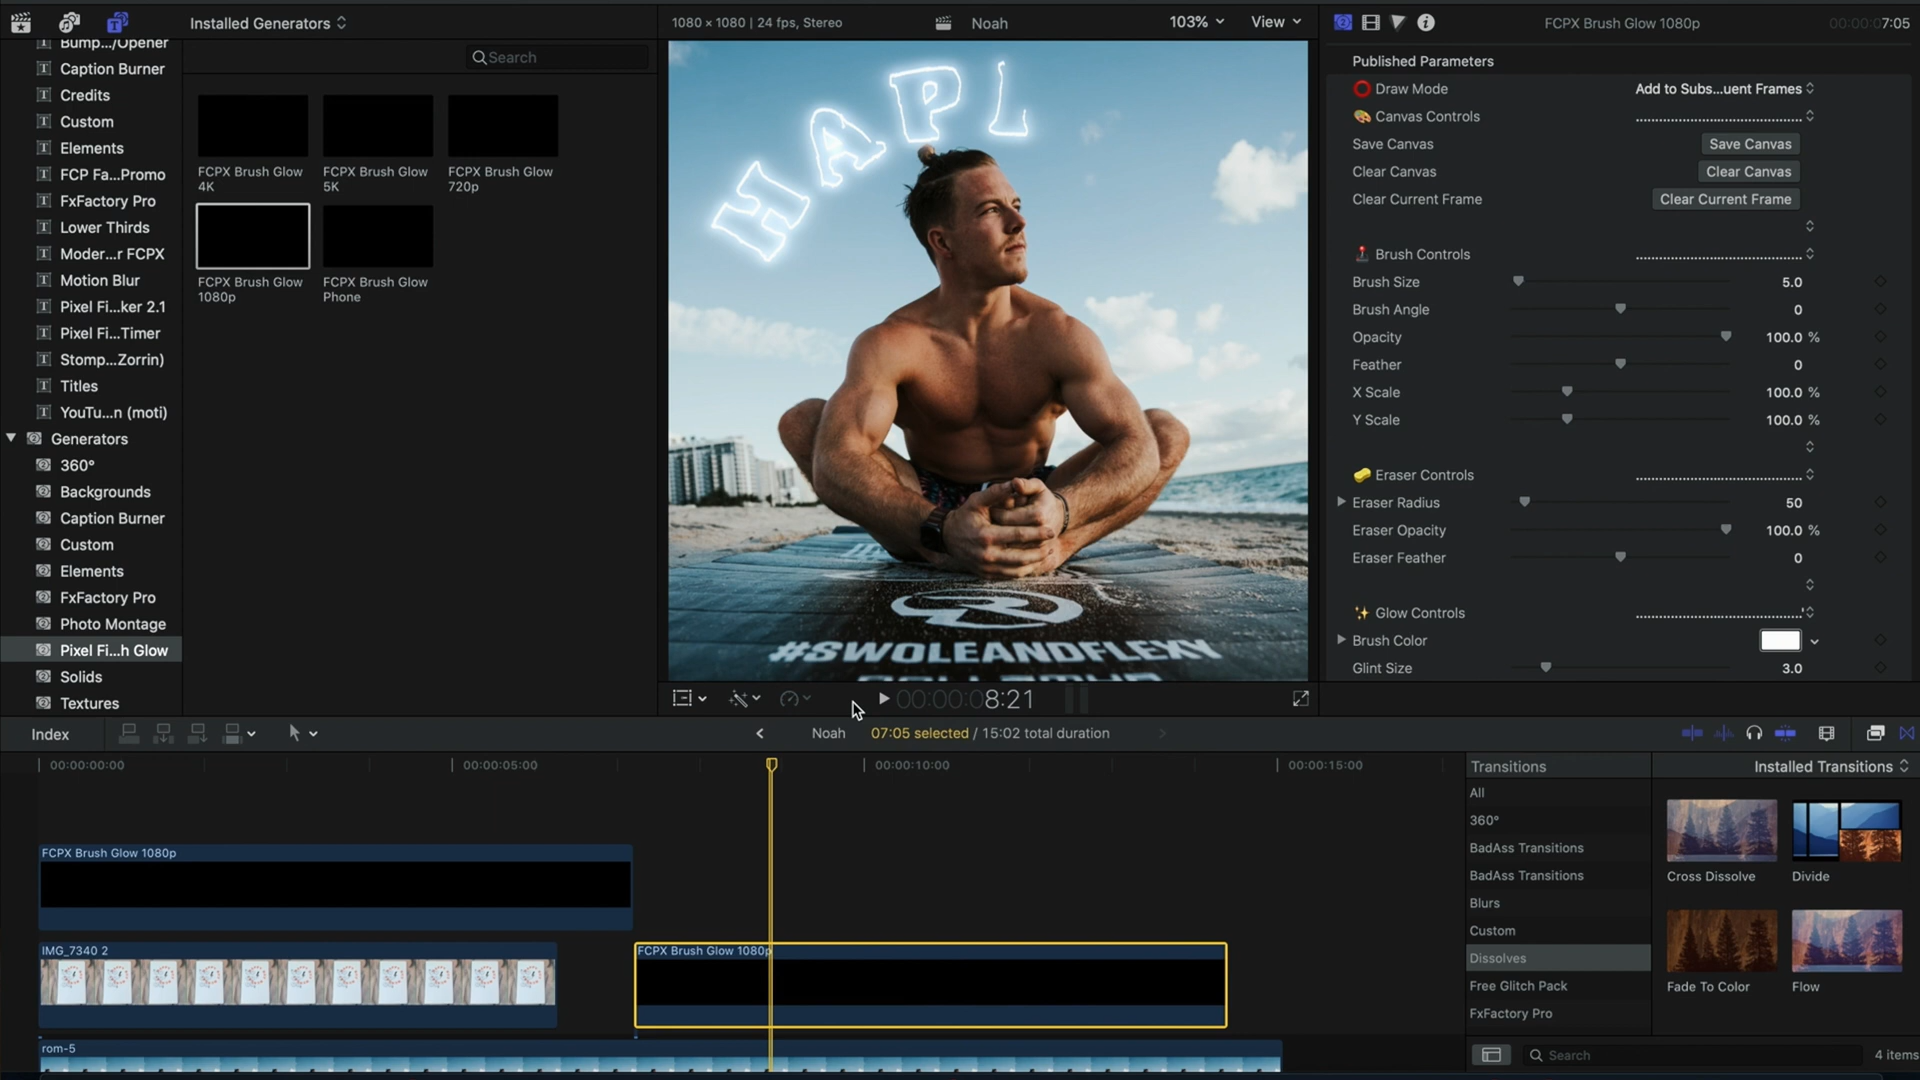 Installed Generators
1080 × 1080 | 24 fps, Stereo
Noah
103%
View
FCPX Brush Glow 1080p
00:00:07:05
Bump.../Opener
Caption Burner
Credits
Custom
Elements
FCP Fa...Promo
FxFactory Pro
Lower Thirds
Moder...r FCPX
Motion Blur
Pixel Fi...ker 2.1
Pixel Fi...Timer
Stomp...Zorrin)
Titles
YouTu...n (moti)
Generators
360°
Backgrounds
Caption Burner
Custom
Elements
FxFactory Pro
Photo Montage
Pixel Fi...h Glow
Solids
Textures
Search
FCPX Brush Glow
4K
FCPX Brush Glow
5K
FCPX Brush Glow
720p
FCPX Brush Glow
1080p
FCPX Brush Glow
Phone
HAPL
#SWOLEANDFLEXY
00:00:08:21
Published Parameters
Draw Mode
Add to Subs...uent Frames
Canvas Controls
Save Canvas
Save Canvas
Clear Canvas
Clear Canvas
Clear Current Frame
Clear Current Frame
Brush Controls
Brush Size
5.0
Brush Angle
0
Opacity
100.0 %
Feather
0
X Scale
100.0 %
Y Scale
100.0 %
Eraser Controls
Eraser Radius
50
Eraser Opacity
100.0 %
Eraser Feather
0
Glow Controls
Brush Color
Glint Size
3.0
Index
Noah
07:05 selected / 15:02 total duration
00:00:00:00
00:00:05:00
00:00:10:00
00:00:15:00
FCPX Brush Glow 1080p
IMG_7340 2
FCPX Brush Glow 1080p
rom-5
Transitions
Installed Transitions
All
360°
BadAss Transitions
BadAss Transitions
Blurs
Custom
Dissolves
Free Glitch Pack
FxFactory Pro
Cross Dissolve
Divide
Fade To Color
Flow
Search
4 items